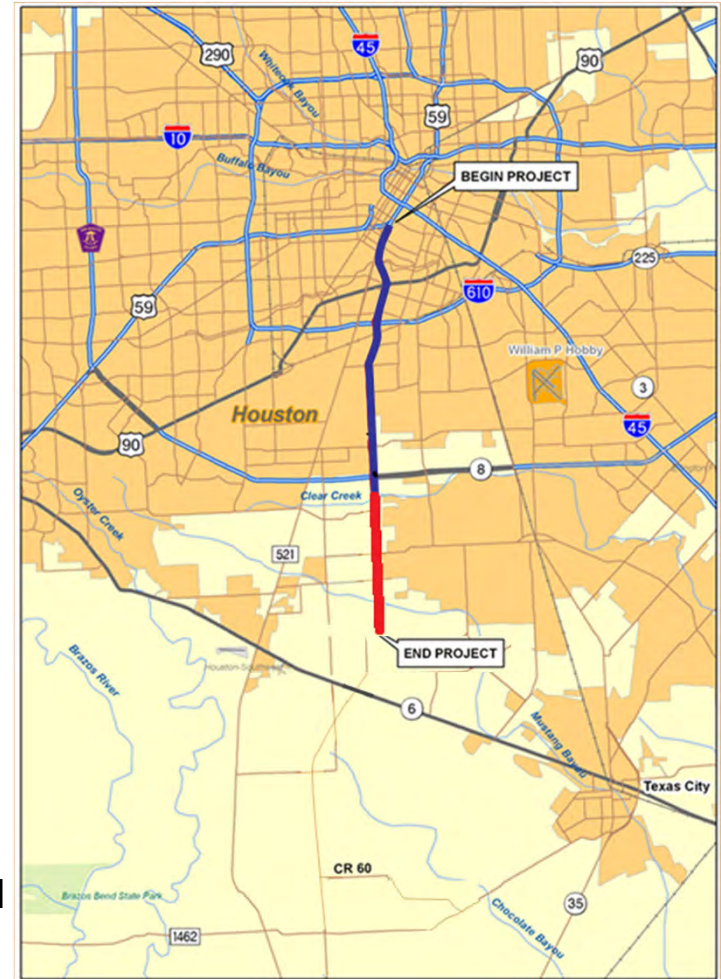 45
290
90
Whiteoak Bayou
59
10
Buffalo Bayou
BEGIN PROJECT
225
610
59
William P Hobby
3
Houston
45
90
8
Clear Creek
Oyster Creek
521
END PROJECT
Houston-Southwest
Brazos River
6
Mustang Bayou
Texas City
CR 60
Brazos Bend State Park
35
Chocolate Bayou
1462